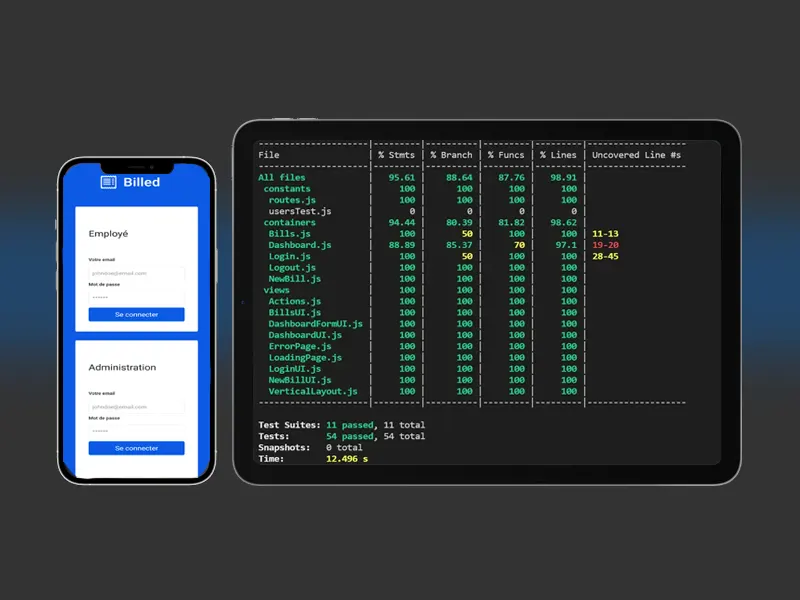 Billed
Employé
Votre email
johndoe@email.com
Mot de passe
••••••
Se connecter
Administration
Votre email
johndoe@email.com
Mot de passe
••••••
Se connecter
File | % Stmts | % Branch | % Funcs | % Lines | Uncovered Line #s
All files | 95.61 | 88.64 | 87.76 | 98.91 |
constants | 100 | 100 | 100 | 100 |
routes.js | 100 | 100 | 100 | 100 |
usersTest.js | 0 | 0 | 0 | 0 |
containers | 94.44 | 80.39 | 81.82 | 98.62 |
Bills.js | 100 | 50 | 100 | 100 | 11-13
Dashboard.js | 88.89 | 85.37 | 70 | 97.1 | 19-20
Login.js | 100 | 50 | 100 | 100 | 28-45
Logout.js | 100 | 100 | 100 | 100 |
NewBill.js | 100 | 100 | 100 | 100 |
views | 100 | 100 | 100 | 100 |
Actions.js | 100 | 100 | 100 | 100 |
BillsUI.js | 100 | 100 | 100 | 100 |
DashboardFormUI.js | 100 | 100 | 100 | 100 |
DashboardUI.js | 100 | 100 | 100 | 100 |
ErrorPage.js | 100 | 100 | 100 | 100 |
LoadingPage.js | 100 | 100 | 100 | 100 |
LoginUI.js | 100 | 100 | 100 | 100 |
NewBillUI.js | 100 | 100 | 100 | 100 |
VerticalLayout.js | 100 | 100 | 100 | 100 |
Test Suites: 11 passed, 11 total
Tests: 54 passed, 54 total
Snapshots: 0 total
Time: 12.496 s